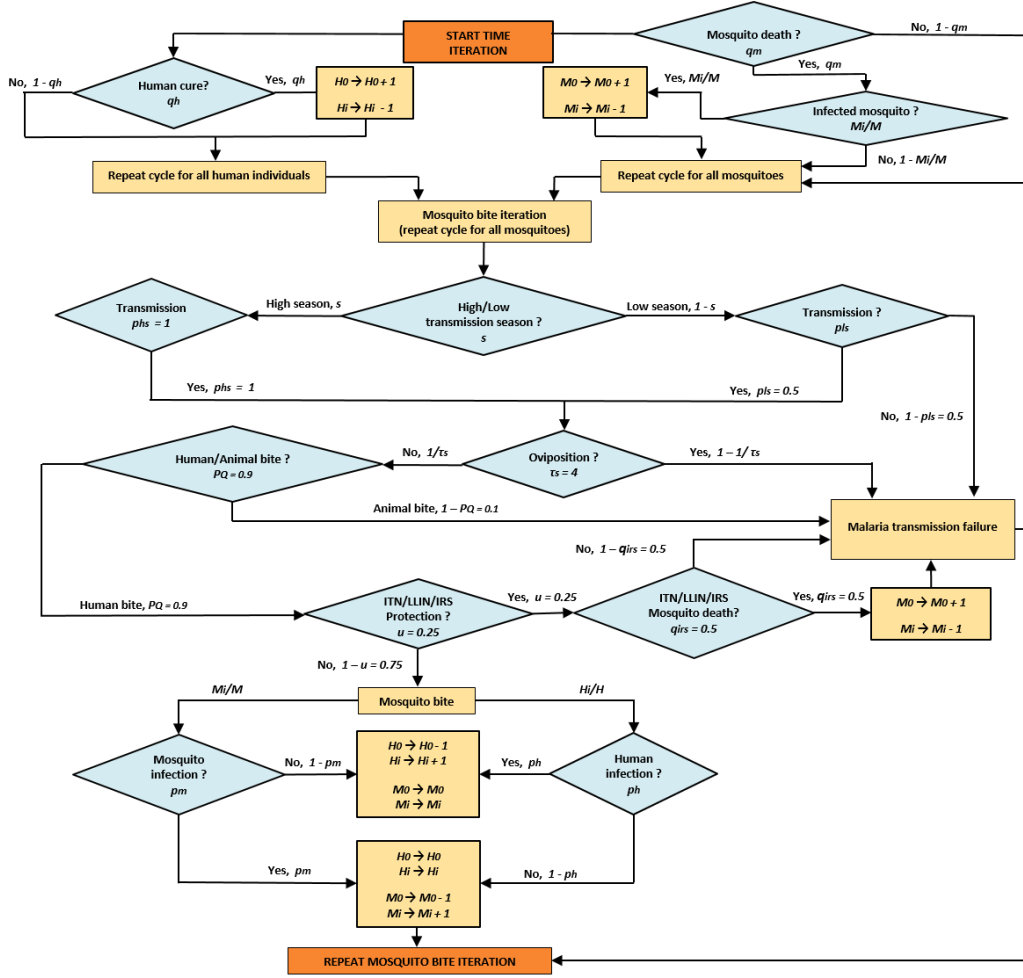 START TIME
ITERATION
Mosquito death ?
qm
No, 1 - qm
Yes, qm
No, 1 - qh
Human cure?
qh
Yes, qh
H0 → H0 + 1
Hi → Hi - 1
M0 → M0 + 1
Mi → Mi - 1
Yes, Mi/M
Infected mosquito ?
Mi/M
No, 1 - Mi/M
Repeat cycle for all human individuals
Repeat cycle for all mosquitoes
Mosquito bite iteration
(repeat cycle for all mosquitoes)
Transmission
phs = 1
High season, s
High/Low
transmission season ?
s
Low season, 1 - s
Transmission ?
pls
Yes, phs = 1
Yes, pls = 0.5
No, 1 - pls = 0.5
Human/Animal bite ?
PQ = 0.9
No, 1/τs
Oviposition ?
τs = 4
Yes, 1 – 1/ τs
Animal bite, 1 – PQ = 0.1
Malaria transmission failure
No, 1 – qirs = 0.5
Human bite, PQ = 0.9
ITN/LLIN/IRS
Protection ?
u = 0.25
Yes, u = 0.25
ITN/LLIN/IRS
Mosquito death?
qirs = 0.5
Yes, qirs = 0.5
M0 → M0 + 1
Mi → Mi - 1
No, 1 – u = 0.75
Mi/M
Mosquito bite
Hi/H
Mosquito
infection ?
pm
No, 1 - pm
H0 → H0 - 1
Hi → Hi + 1
M0 → M0
Mi → Mi
Yes, ph
Human
infection ?
ph
Yes, pm
H0 → H0
Hi → Hi
M0 → M0 - 1
Mi → Mi + 1
No, 1 - ph
REPEAT MOSQUITO BITE ITERATION